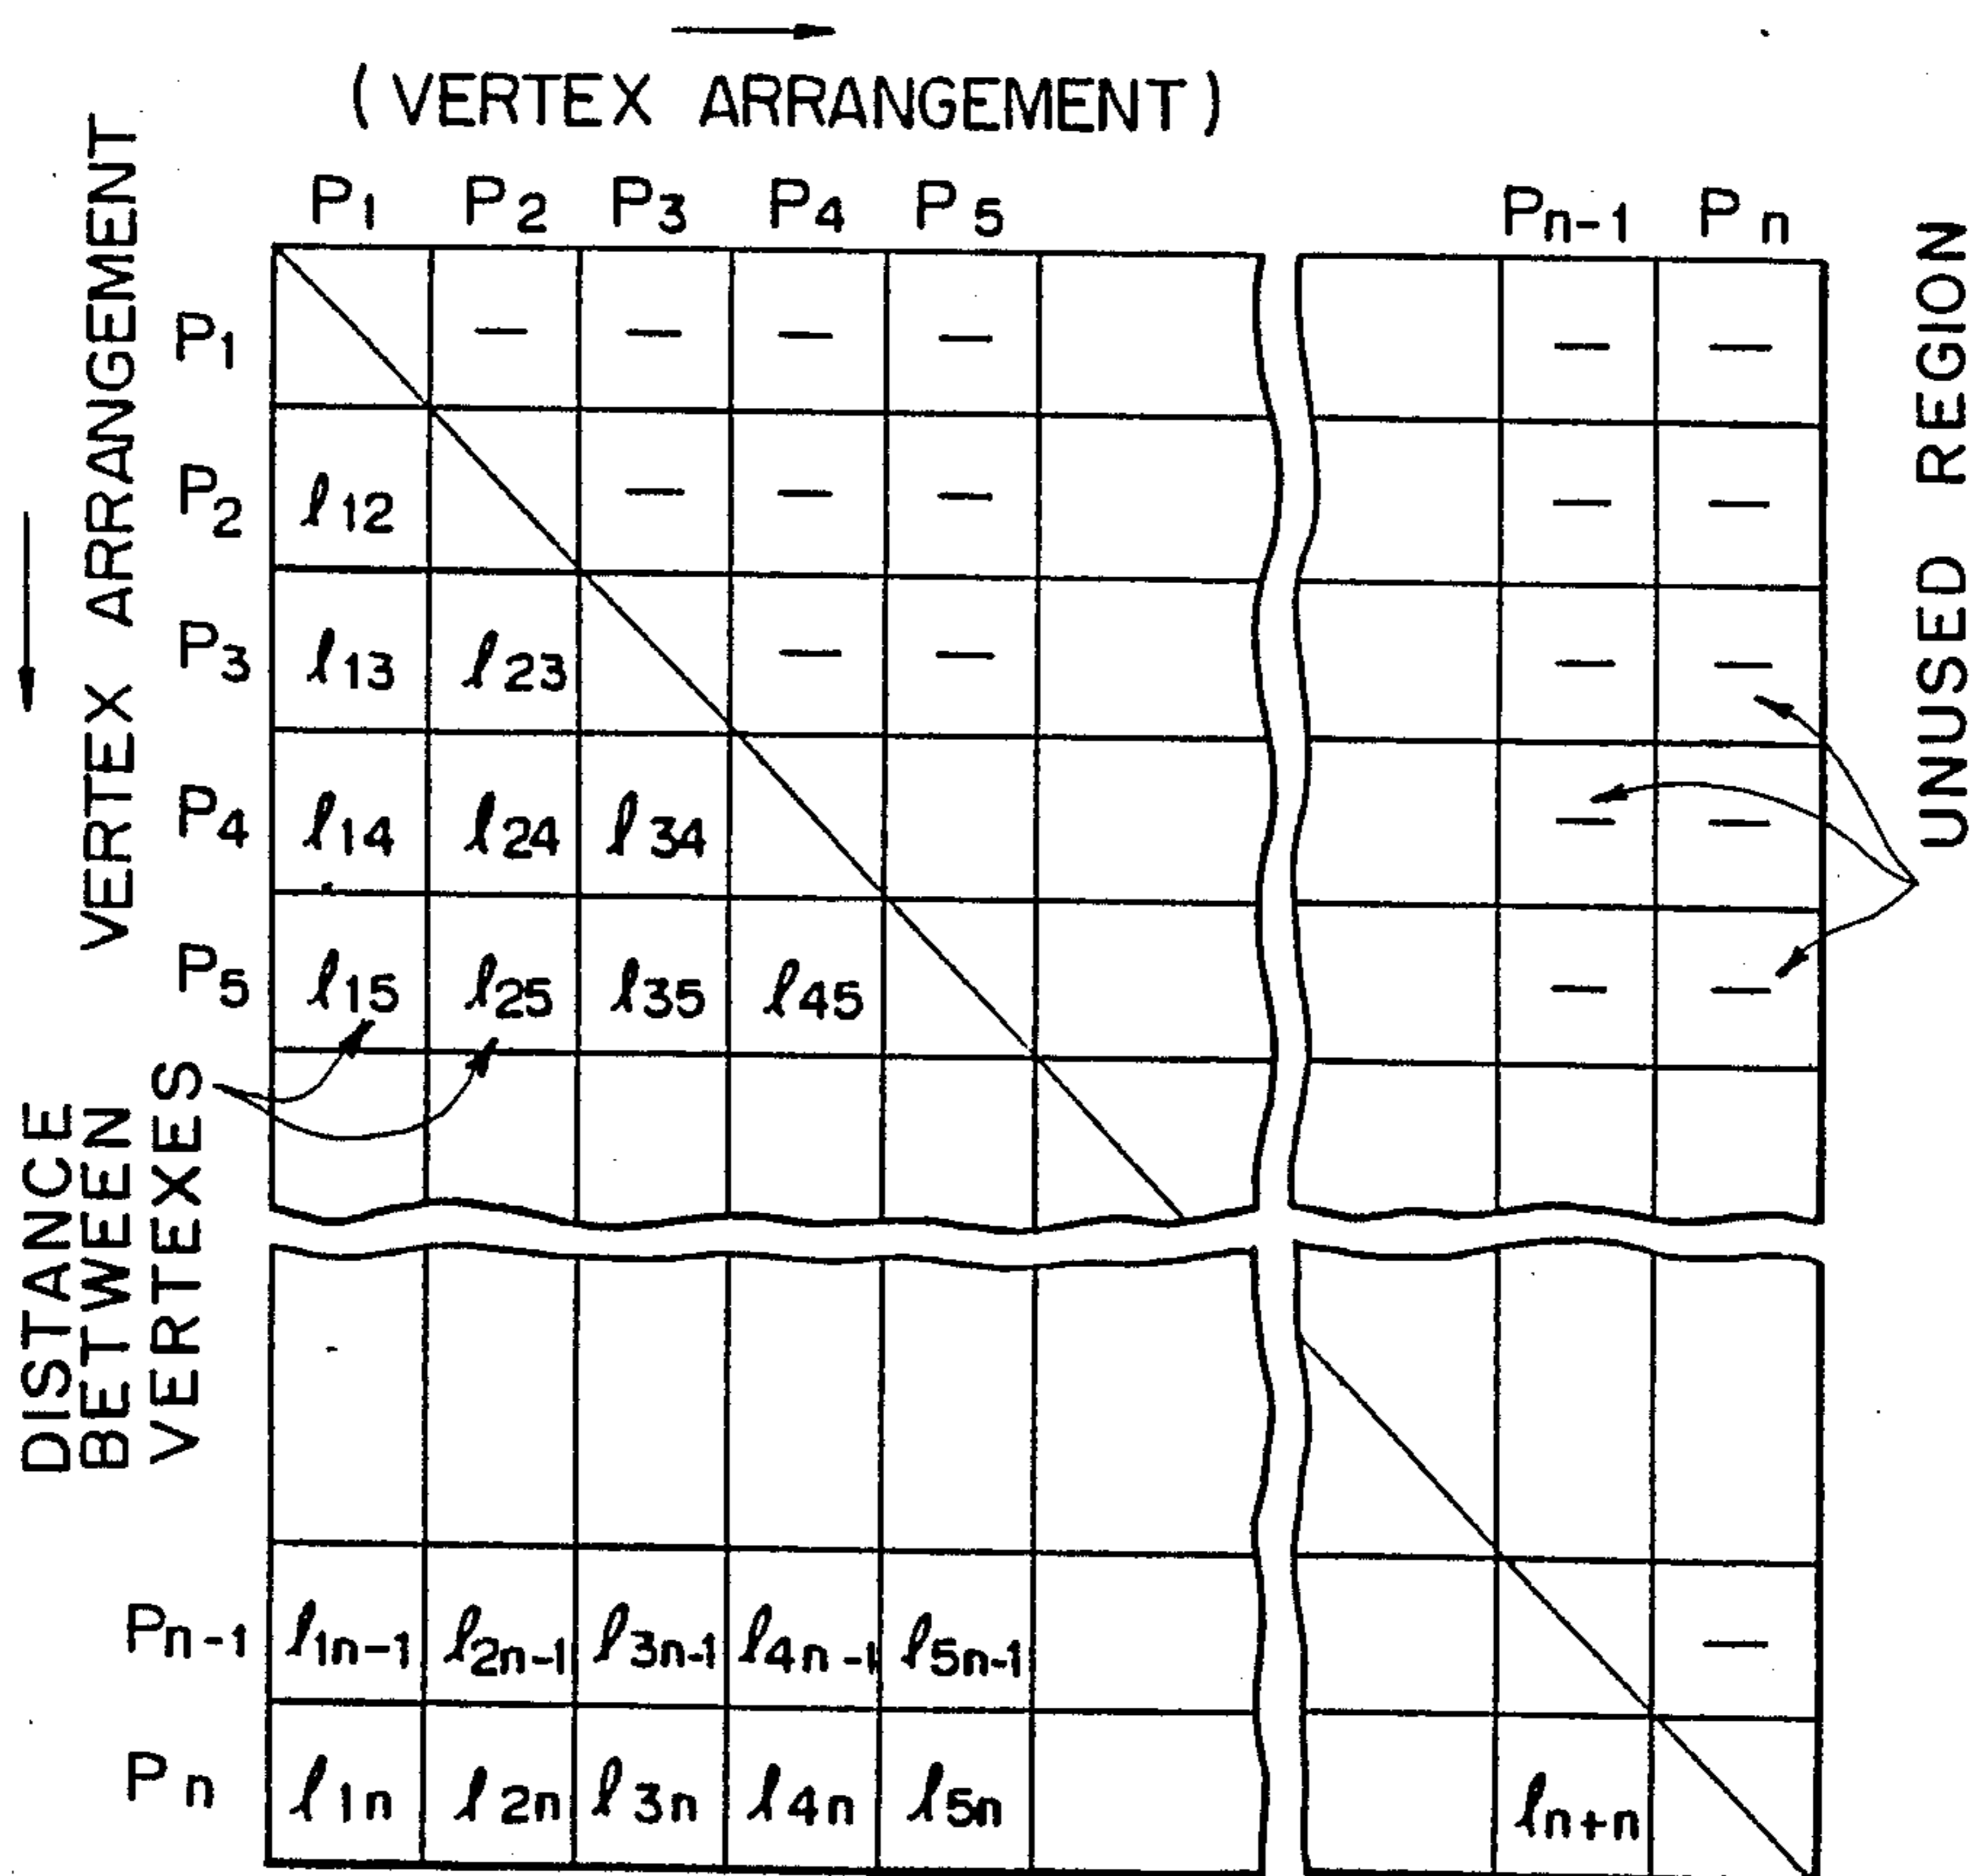 (VERTEX ARRANGEMENT)
P1 P2 P3 P4 P5 Pn-1 Pn
VERTEX ARRANGEMENT
UNUSED REGION
P1 — — — — — —
P2 l12 — — — — —
P3 l13 l23 — — — —
P4 l14 l24 l34 — —
P5 l15 l25 l35 l45 — —
DISTANCE
BETWEEN
VERTEXES
Pn-1 l1n-1 l2n-1 l3n-1 l4n-1 l5n-1 —
Pn l1n l2n l3n l4n l5n ln+n